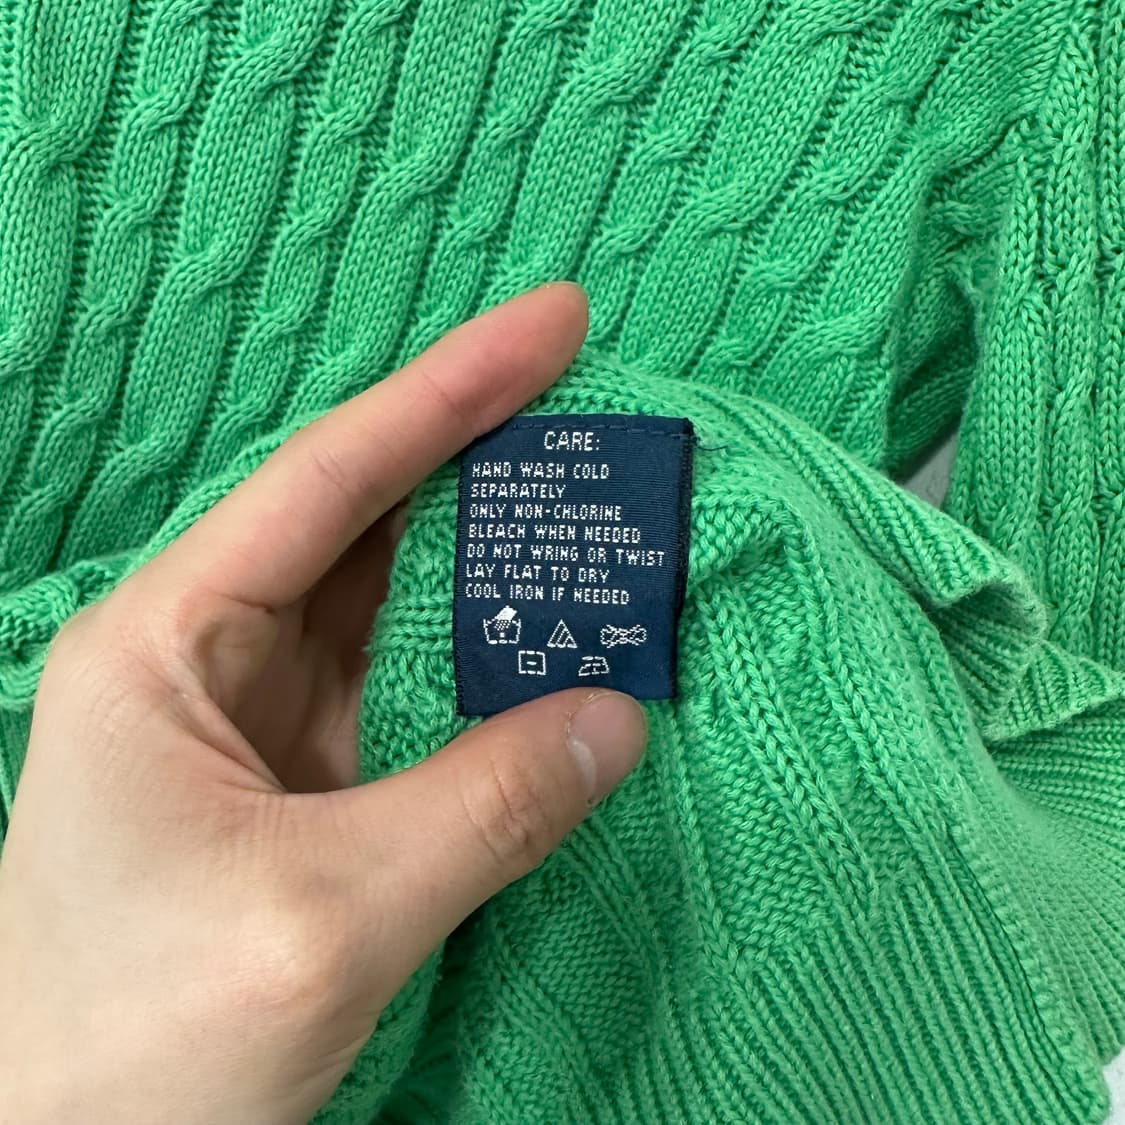 CARE:
HAND WASH COLD
SEPARATELY
ONLY NON-CHLORINE
BLEACH WHEN NEEDED
DO NOT WRING OR TWIST
LAY FLAT TO DRY
COOL IRON IF NEEDED